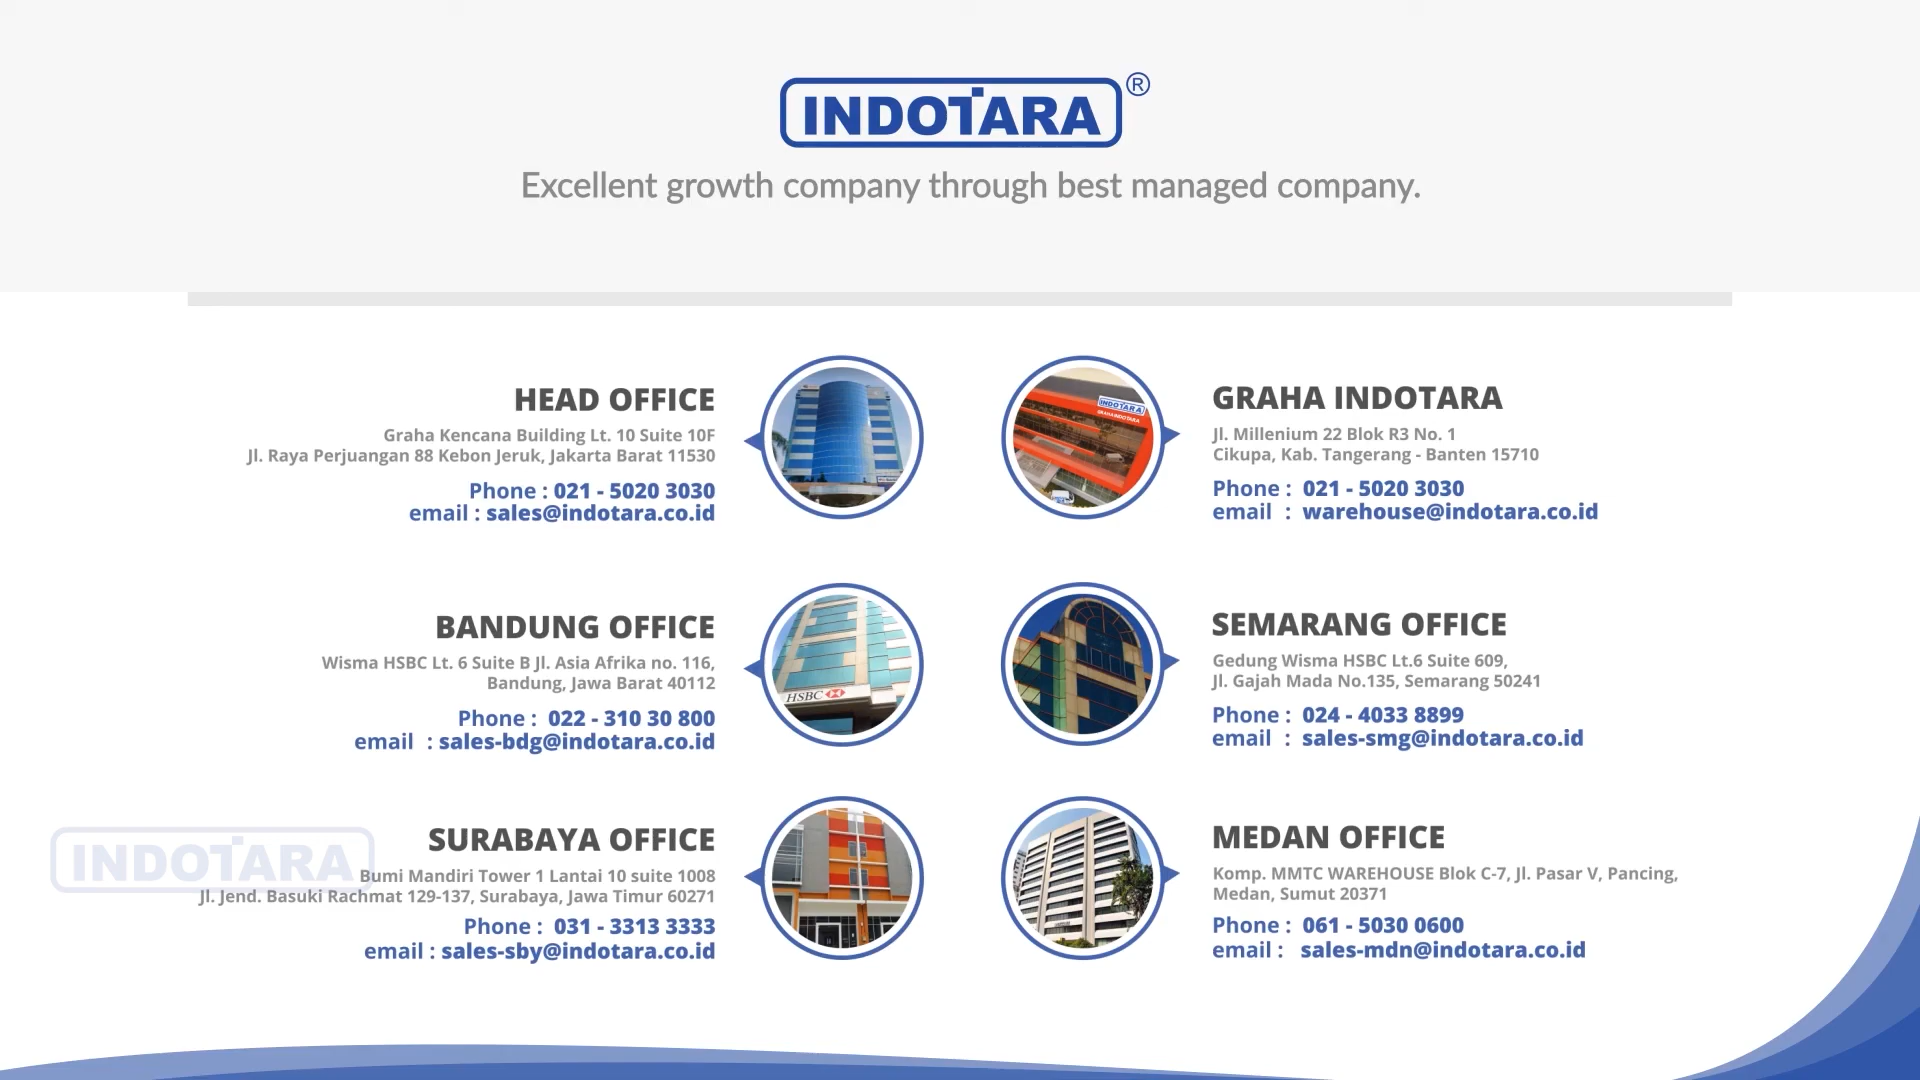 INDOTARA®
Excellent growth company through best managed company.
HEAD OFFICE
Graha Kencana Building Lt. 10 Suite 10F
Jl. Raya Perjuangan 88 Kebon Jeruk, Jakarta Barat 11530
Phone : 021 - 5020 3030
email : sales@indotara.co.id
GRAHA INDOTARA
Jl. Millenium 22 Blok R3 No. 1
Cikupa, Kab. Tangerang - Banten 15710
Phone : 021 - 5020 3030
email : warehouse@indotara.co.id
INDOTARA
GRAHA INDOTARA
BANDUNG OFFICE
Wisma HSBC Lt. 6 Suite B Jl. Asia Afrika no. 116,
Bandung, Jawa Barat 40112
Phone : 022 - 310 30 800
email : sales-bdg@indotara.co.id
HSBC
SEMARANG OFFICE
Gedung Wisma HSBC Lt.6 Suite 609,
Jl. Gajah Mada No.135, Semarang 50241
Phone : 024 - 4033 8899
email : sales-smg@indotara.co.id
SURABAYA OFFICE
Bumi Mandiri Tower 1 Lantai 10 suite 1008
Jl. Jend. Basuki Rachmat 129-137, Surabaya, Jawa Timur 60271
Phone : 031 - 3313 3333
email : sales-sby@indotara.co.id
INDOTARA
MEDAN OFFICE
Komp. MMTC WAREHOUSE Blok C-7, Jl. Pasar V, Pancing,
Medan, Sumut 20371
Phone : 061 - 5030 0600
email : sales-mdn@indotara.co.id